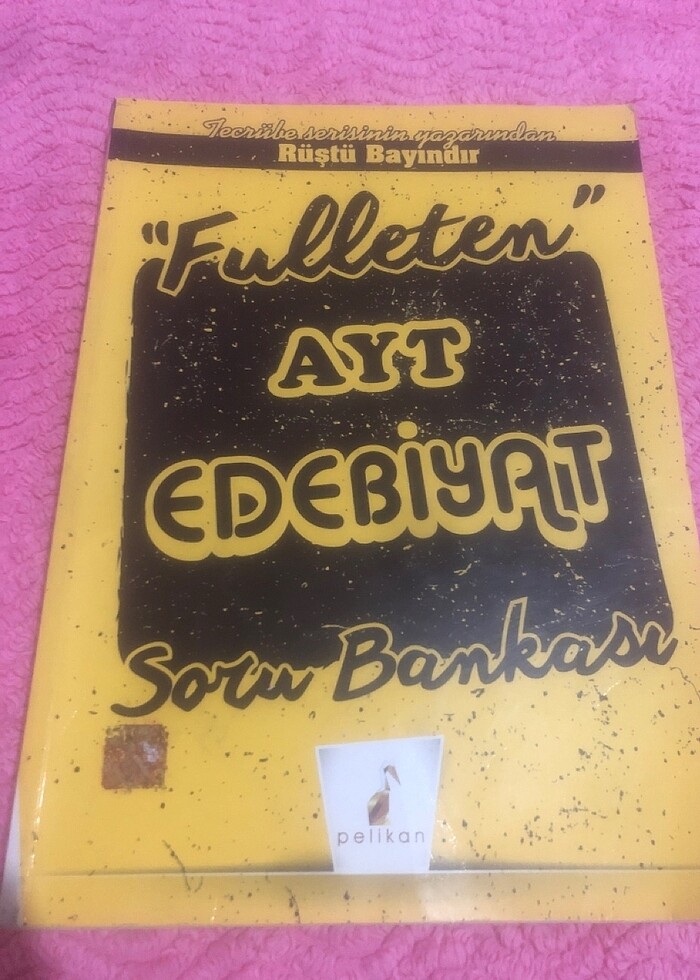 Tecrübe serisinin yazarından
Rüştü Bayındır
"Fulleten"
AYT
EDEBİYAT
Soru Bankası
pelikan